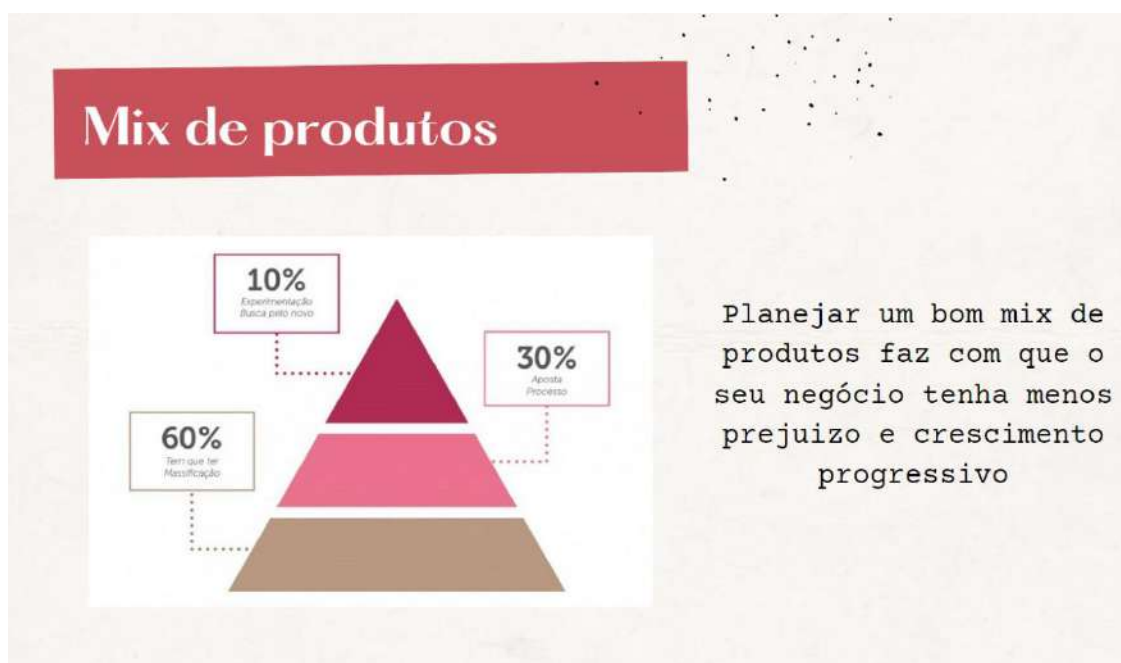 Mix de produtos
10%
Experimentação
Busca pelo novo
30%
Aposta
Processo
60%
Tem que ter
Massificação
Planejar um bom mix de
produtos faz com que o
seu negócio tenha menos
prejuizo e crescimento
progressivo